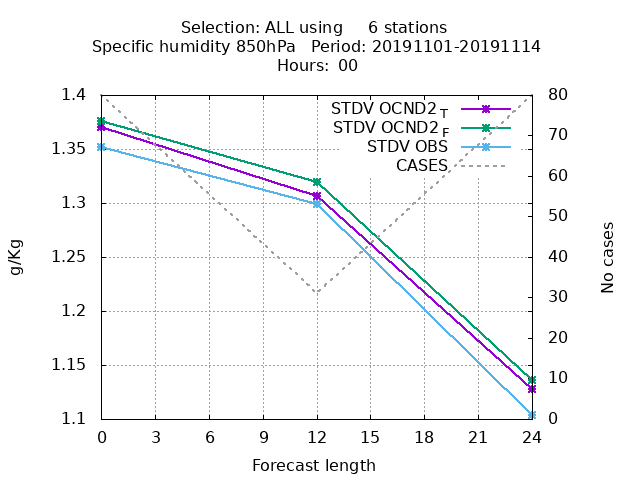 Selection: ALL using     6 stations
Specific humidity 850hPa   Period: 20191101-20191114
Hours:  00
STDV OCND2_T
STDV OCND2_F
STDV OBS
CASES
1.4
1.35
1.3
1.25
1.2
1.15
1.1
g/Kg
80
70
60
50
40
30
20
10
0
No cases
0 3 6 9 12 15 18 21 24
Forecast length